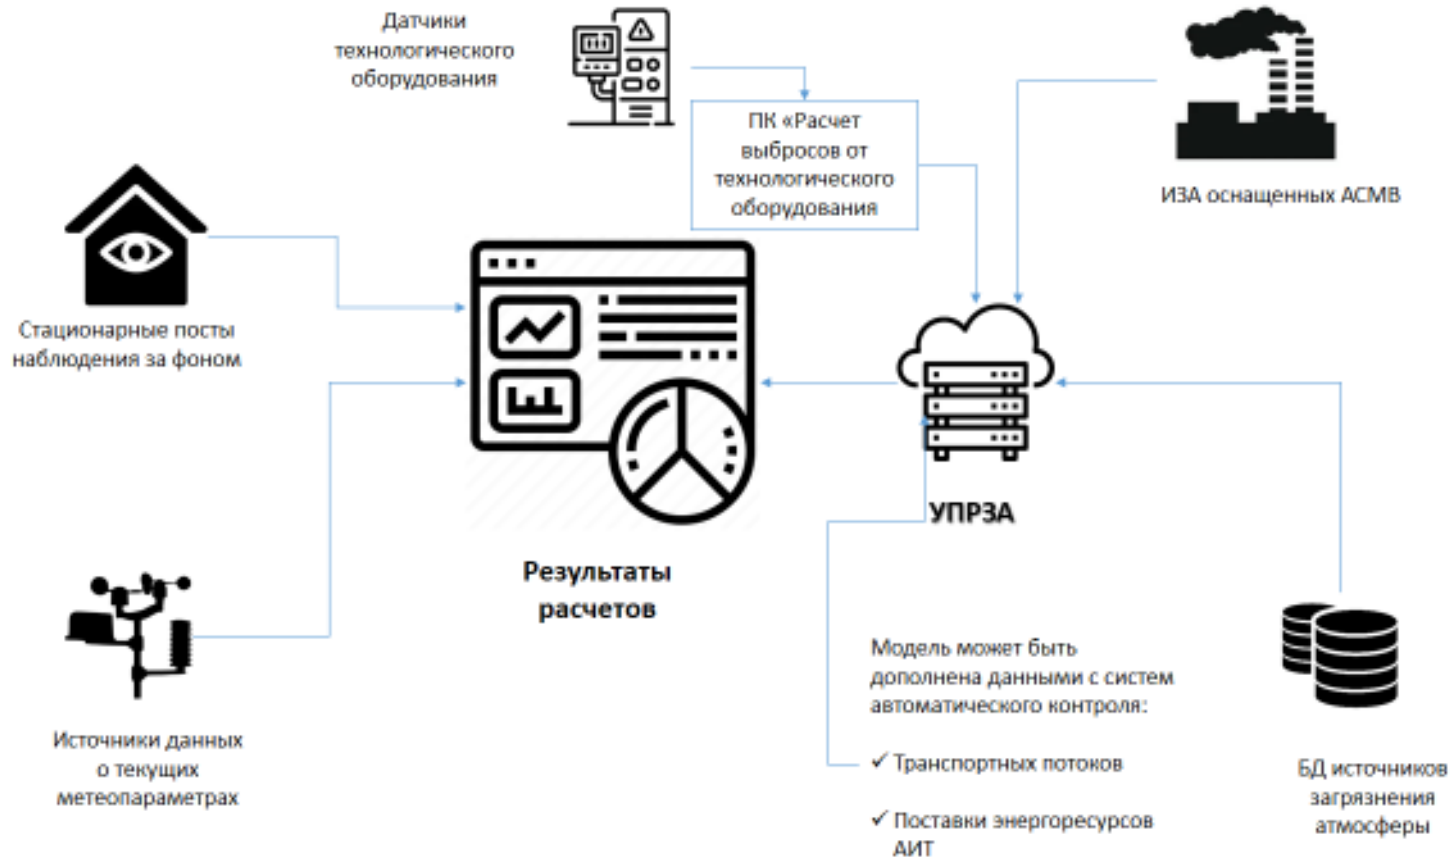 Датчики
технологического
оборудования
ПК «Расчет
выбросов от
технологического
оборудования
ИЗА оснащенных АСМВ
Стационарные посты
наблюдения за фоном
УПРЗА
Результаты
расчетов
Источники данных
о текущих
метеопараметрах
Модель может быть
дополнена данными с систем
автоматического контроля:
✓ Транспортных потоков
✓ Поставки энергоресурсов
АИТ
БД источников
загрязнения
атмосферы